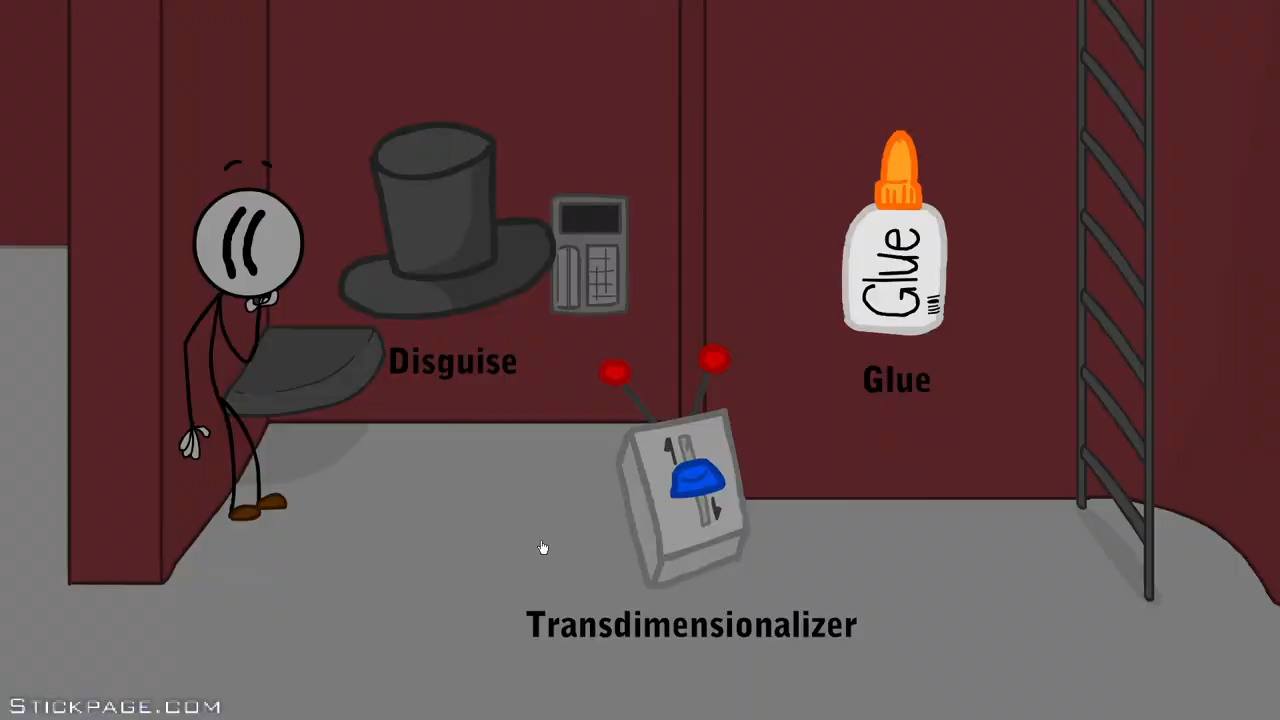 Glue
Disguise
Glue
Transdimensionalizer
STICKPAGE.COM